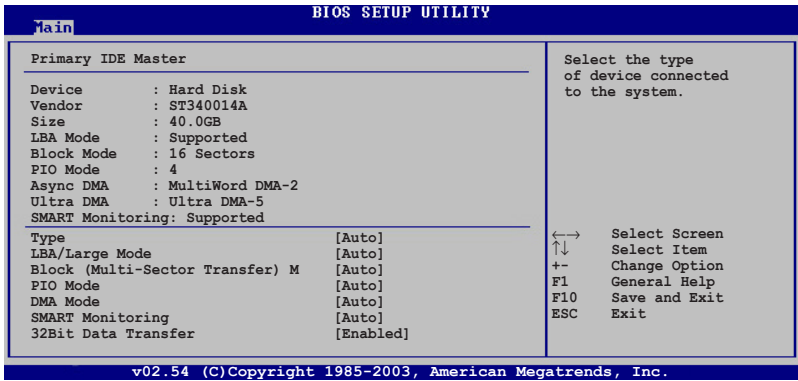 BIOS SETUP UTILITY
Main
Primary IDE Master
Device : Hard Disk
Vendor : ST340014A
Size : 40.0GB
LBA Mode : Supported
Block Mode : 16 Sectors
PIO Mode : 4
Async DMA : MultiWord DMA-2
Ultra DMA : Ultra DMA-5
SMART Monitoring: Supported
Type [Auto]
LBA/Large Mode [Auto]
Block (Multi-Sector Transfer) M [Auto]
PIO Mode [Auto]
DMA Mode [Auto]
SMART Monitoring [Auto]
32Bit Data Transfer [Enabled]
Select the type
of device connected
to the system.
←→ Select Screen
↑↓ Select Item
+- Change Option
F1 General Help
F10 Save and Exit
ESC Exit
v02.54 (C)Copyright 1985-2003, American Megatrends, Inc.